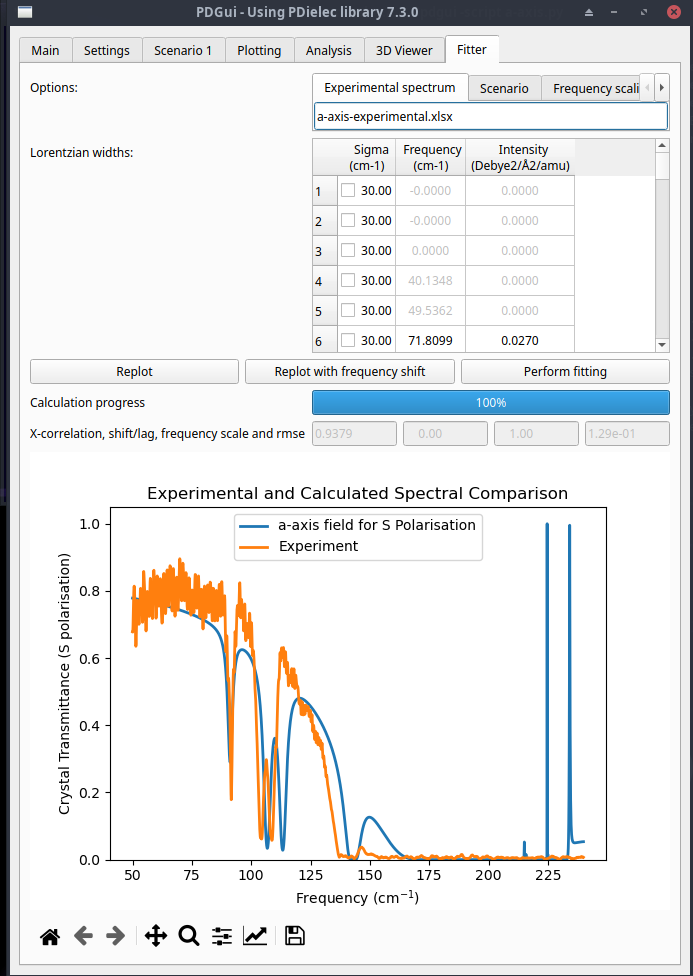 PDGui - Using PDielec library 7.3.0
Main Settings Scenario 1 Plotting Analysis 3D Viewer Fitter
Options:
Experimental spectrum Scenario Frequency scali
a-axis-experimental.xlsx
Lorentzian widths:
Sigma (cm-1) Frequency (cm-1) Intensity (Debye2/Å2/amu)
1 30.00 -0.0000 0.0000
2 30.00 -0.0000 0.0000
3 30.00 0.0000 0.0000
4 30.00 40.1348 0.0000
5 30.00 49.5362 0.0000
6 30.00 71.8099 0.0270
Replot Replot with frequency shift Perform fitting
Calculation progress 100%
X-correlation, shift/lag, frequency scale and rmse 0.9379 0.00 1.00 1.29e-01
Experimental and Calculated Spectral Comparison
a-axis field for S Polarisation
Experiment
Crystal Transmittance (S polarisation)
1.0
0.8
0.6
0.4
0.2
0.0
50 75 100 125 150 175 200 225
Frequency (cm⁻¹)